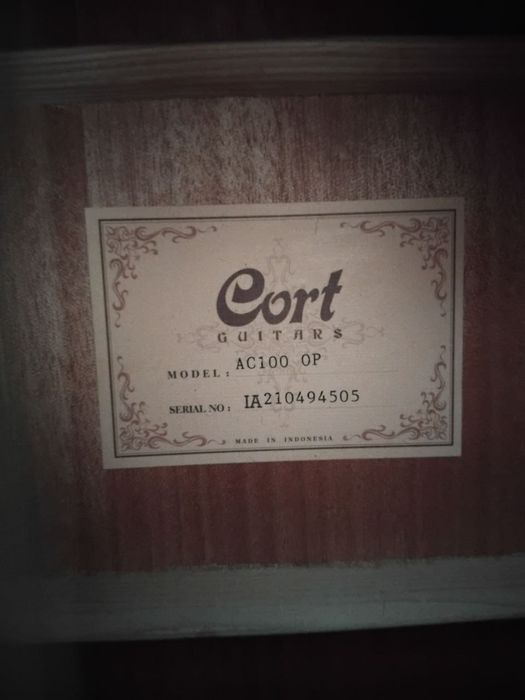 Cort
GUITARS
MODEL: AC100 OP
SERIAL NO: IA210494505
MADE IN INDONESIA